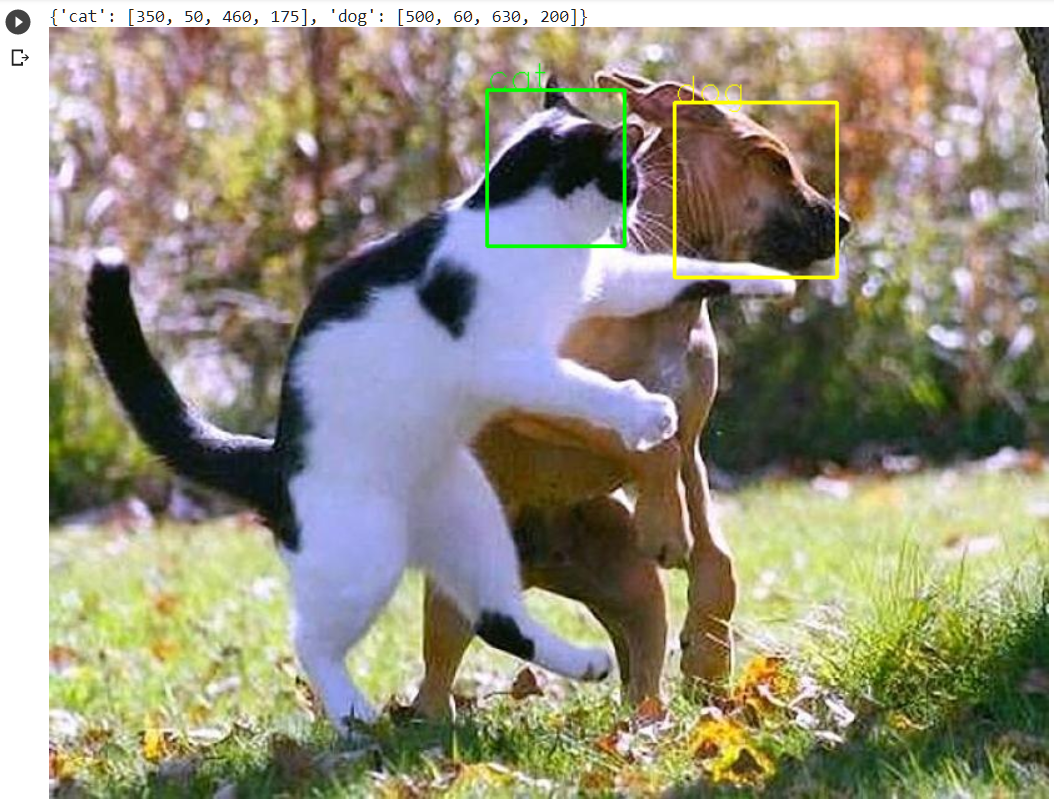 {'cat': [350, 50, 460, 175], 'dog': [500, 60, 630, 200]}
cat
dog